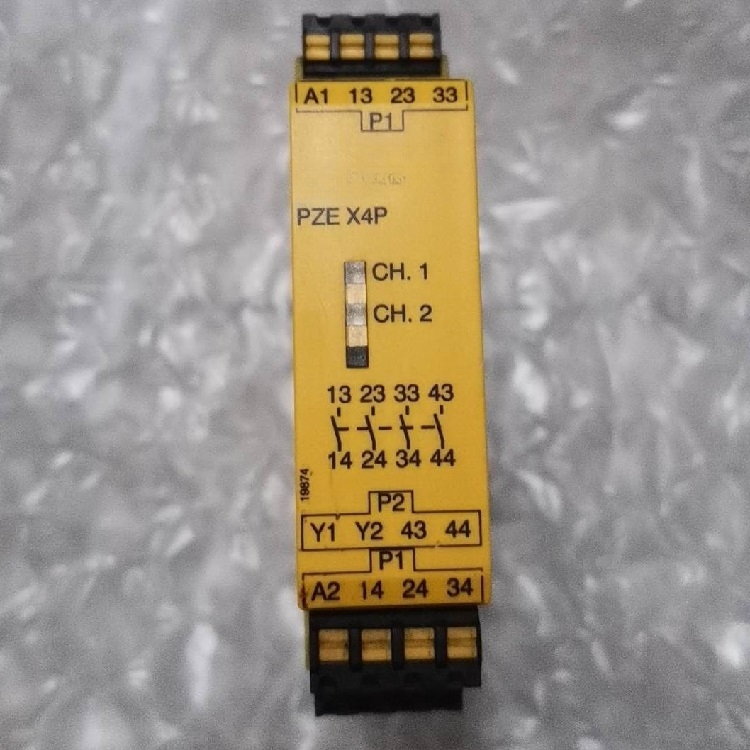 A1 13 23 33
P1
PZE X4P
CH. 1
CH. 2
13 23 33 43
14 24 34 44
19874
P2
Y1 Y2 43 44
P1
A2 14 24 34